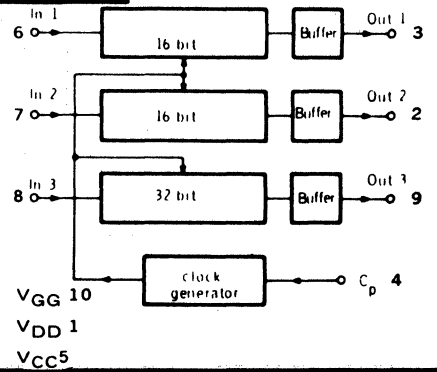 In 1 Out 1
6 16 bit Buffer 3
In 2 Out 2
7 16 bit Buffer 2
In 3 Out 3
8 32 bit Buffer 9
clock generator Cp 4
VGG 10
VDD 1
VCC5